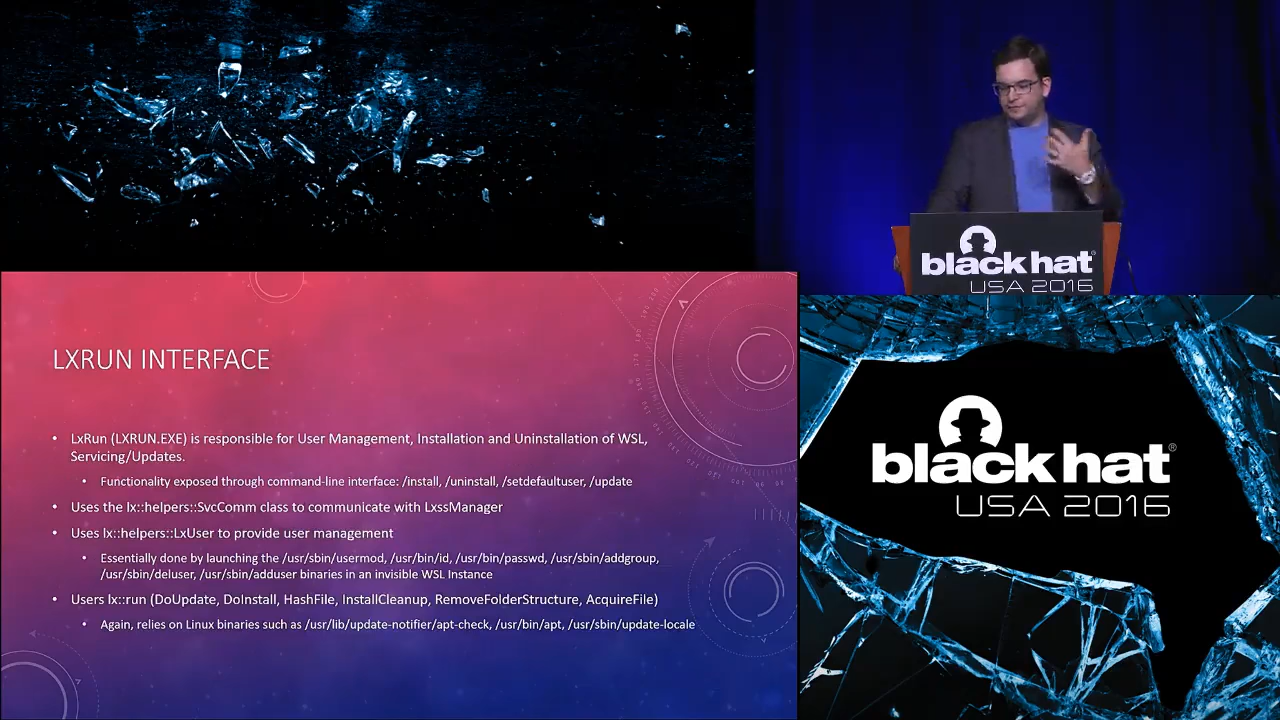 black hat®
USA 2016
LXRUN INTERFACE
• LxRun (LXRUN.EXE) is responsible for User Management, Installation and Uninstallation of WSL,
Servicing/Updates.
• Functionality exposed through command-line interface: /install, /uninstall, /setdefaultuser, /update
• Uses the lx::helpers::SvcComm class to communicate with LxssManager
• Uses lx::helpers::LxUser to provide user management
• Essentially done by launching the /usr/sbin/usermod, /usr/bin/id, /usr/bin/passwd, /usr/sbin/addgroup,
/usr/sbin/deluser, /usr/sbin/adduser binaries in an invisible WSL Instance
• Users lx::run (DoUpdate, DoInstall, HashFile, InstallCleanup, RemoveFolderStructure, AcquireFile)
• Again, relies on Linux binaries such as /usr/lib/update-notifier/apt-check, /usr/bin/apt, /usr/sbin/update-locale
black hat®
USA 2016